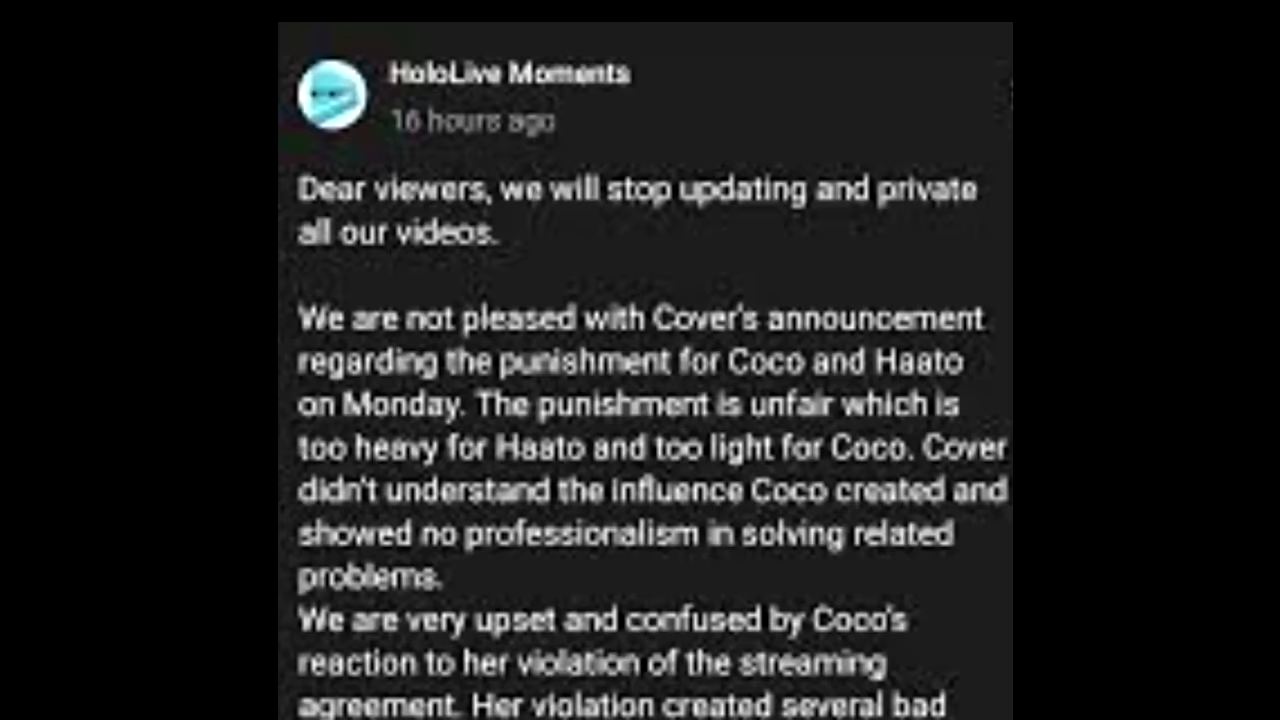 HoloLive Moments
16 hours ago
Dear viewers, we will stop updating and private
all our videos.
We are not pleased with Cover's announcement
regarding the punishment for Coco and Haato
on Monday. The punishment is unfair which is
too heavy for Haato and too light for Coco. Cover
didn't understand the influence Coco created and
showed no professionalism in solving related
problems.
We are very upset and confused by Coco's
reaction to her violation of the streaming
agreement. Her violation created several bad